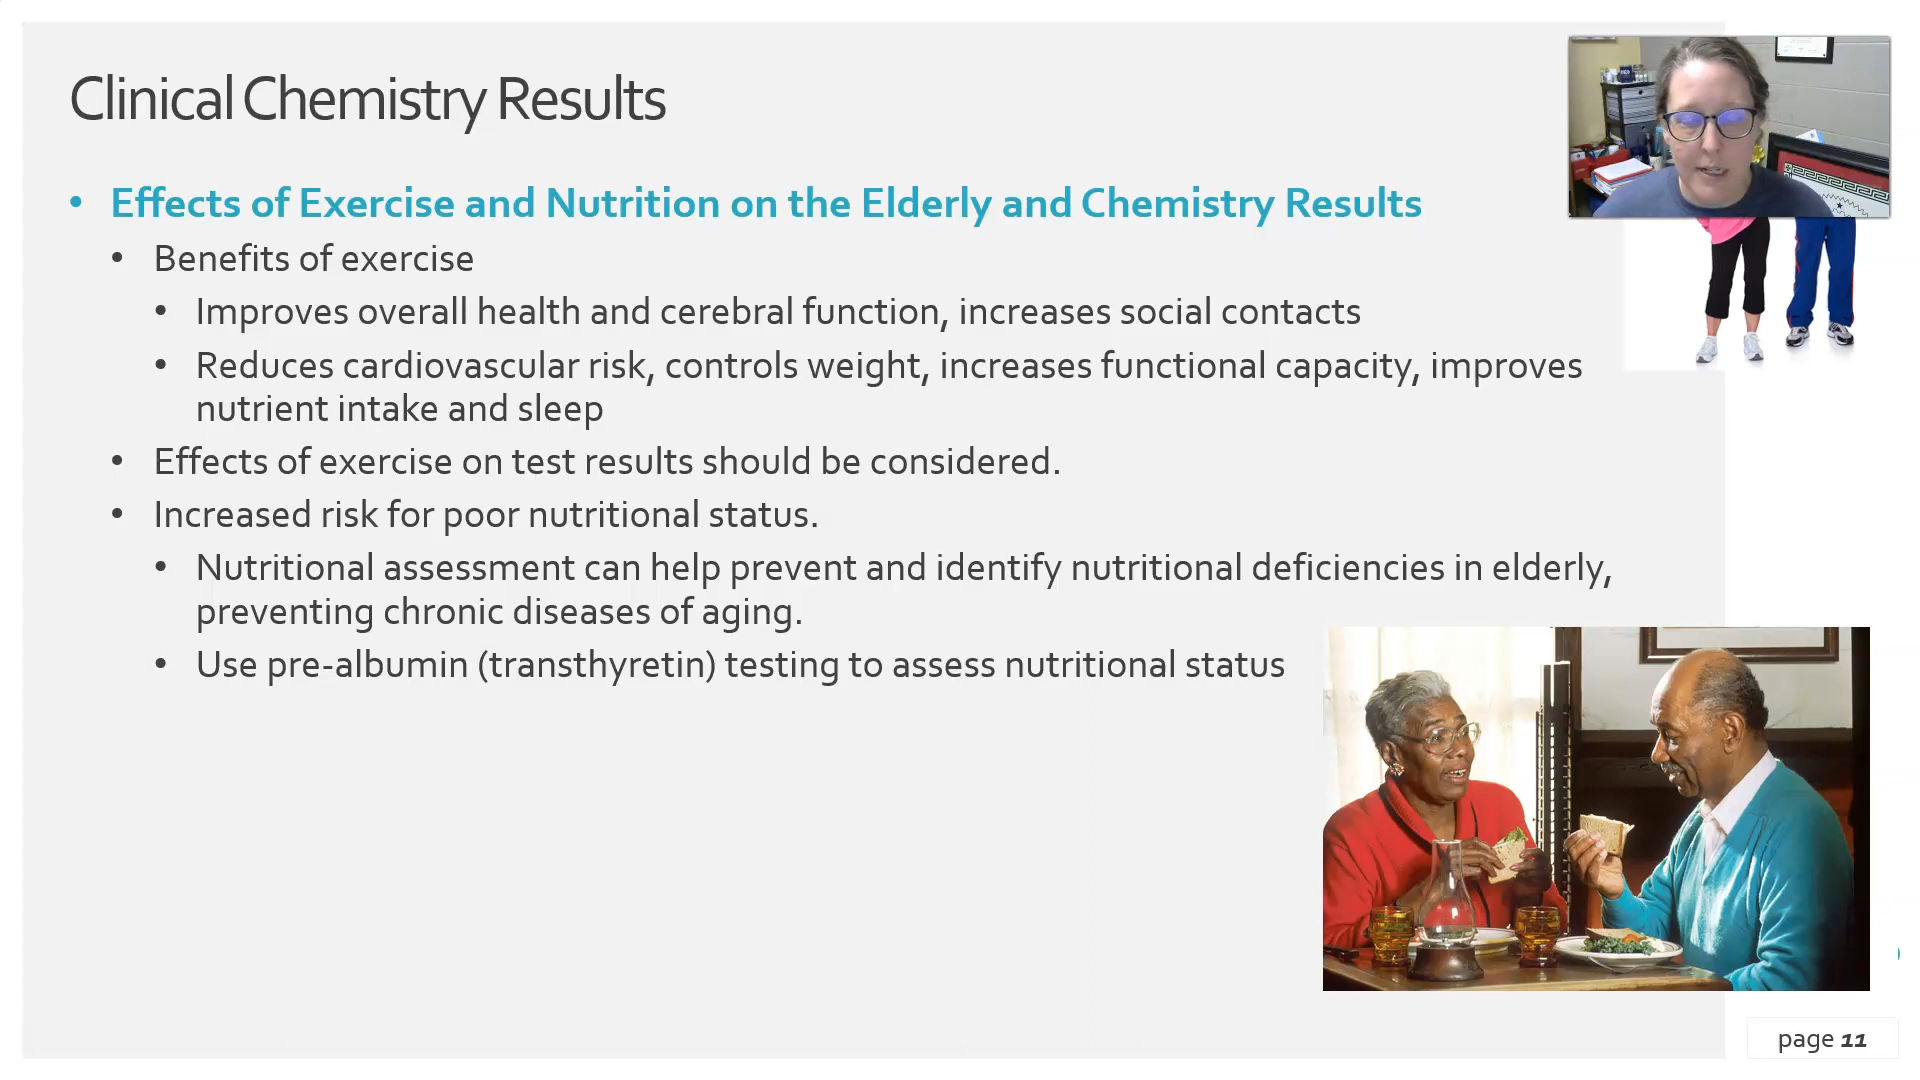 Clinical Chemistry Results
• Effects of Exercise and Nutrition on the Elderly and Chemistry Results
• Benefits of exercise
• Improves overall health and cerebral function, increases social contacts
• Reduces cardiovascular risk, controls weight, increases functional capacity, improves
nutrient intake and sleep
• Effects of exercise on test results should be considered.
• Increased risk for poor nutritional status.
• Nutritional assessment can help prevent and identify nutritional deficiencies in elderly,
preventing chronic diseases of aging.
• Use pre-albumin (transthyretin) testing to assess nutritional status
page 11